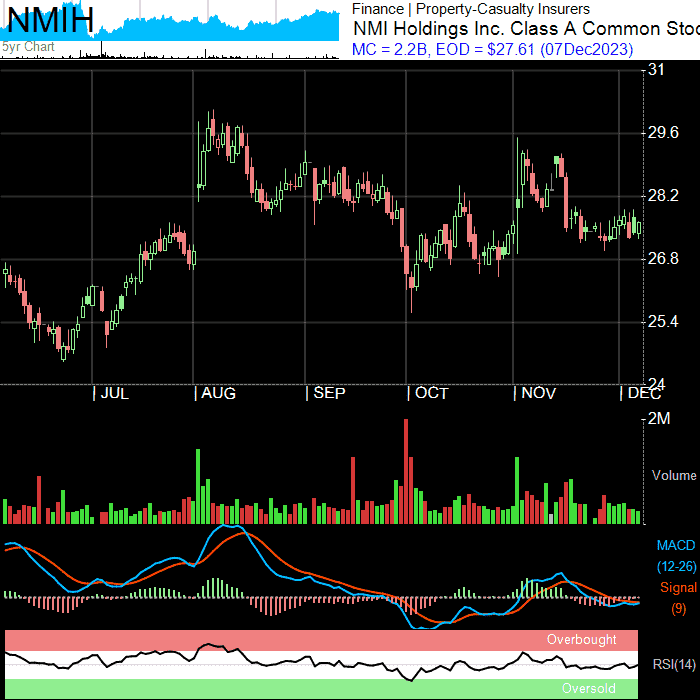 NMIH
5yr Chart
Finance | Property-Casualty Insurers
NMI Holdings Inc. Class A Common Stoc
MC = 2.2B, EOD = $27.61 (07Dec2023)
31
29.6
28.2
26.8
25.4
24
| JUL | AUG | SEP | OCT | NOV | DEC
2M
Volume
MACD
(12-26)
Signal
(9)
Overbought
RSI(14)
Oversold